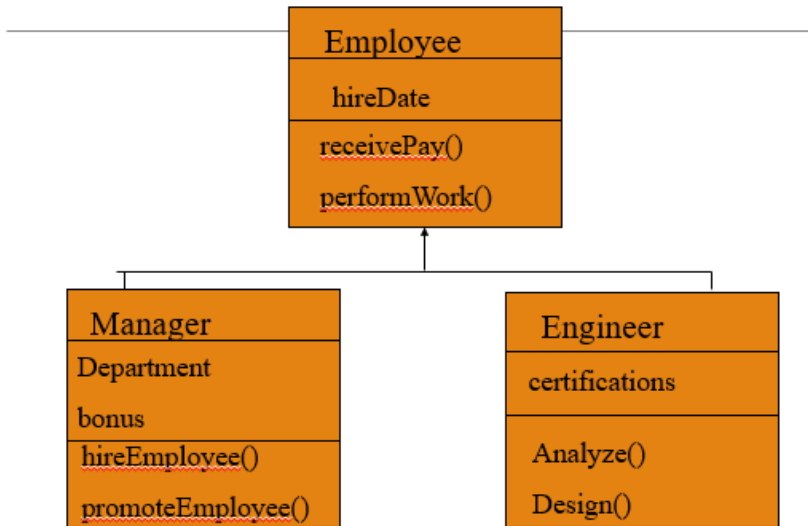 Employee
hireDate
receivePay()
performWork()
Manager
Department
bonus
hireEmployee()
promoteEmployee()
Engineer
certifications
Analyze()
Design()